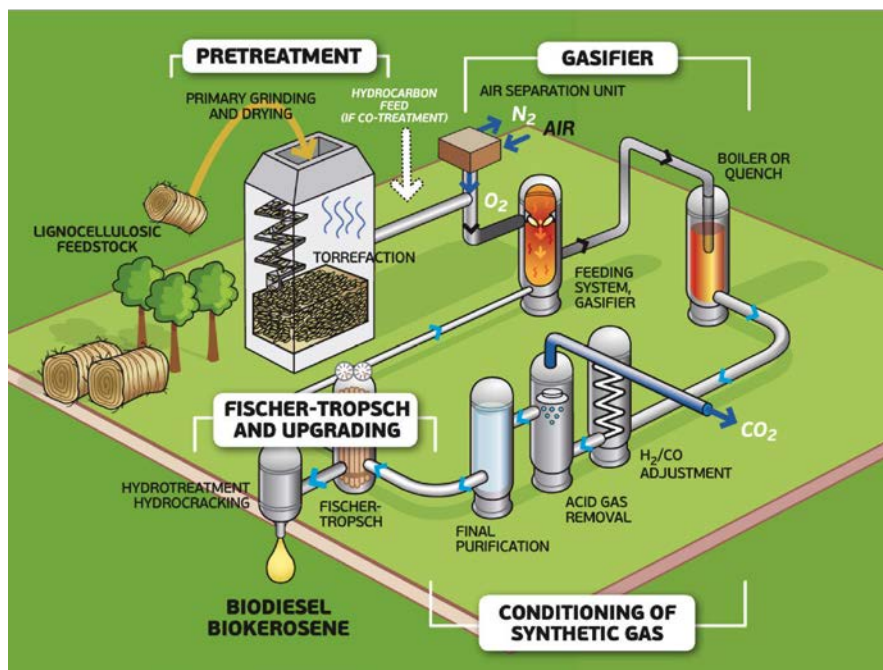 PRETREATMENT
PRIMARY GRINDING
AND DRYING
HYDROCARBON
FEED
(IF CO-TREATMENT)
GASIFIER
AIR SEPARATION UNIT
N₂
AIR
O₂
BOILER OR
QUENCH
LIGNOCELLULOSIC
FEEDSTOCK
TORREFACTION
FEEDING
SYSTEM,
GASIFIER
FISCHER-TROPSCH
AND UPGRADING
CO₂
H₂/CO
ADJUSTMENT
HYDROTREATMENT
HYDROCRACKING
FISCHER-
TROPSCH
ACID GAS
REMOVAL
FINAL
PURIFICATION
BIODIESEL
BIOKEROSENE
CONDITIONING OF
SYNTHETIC GAS